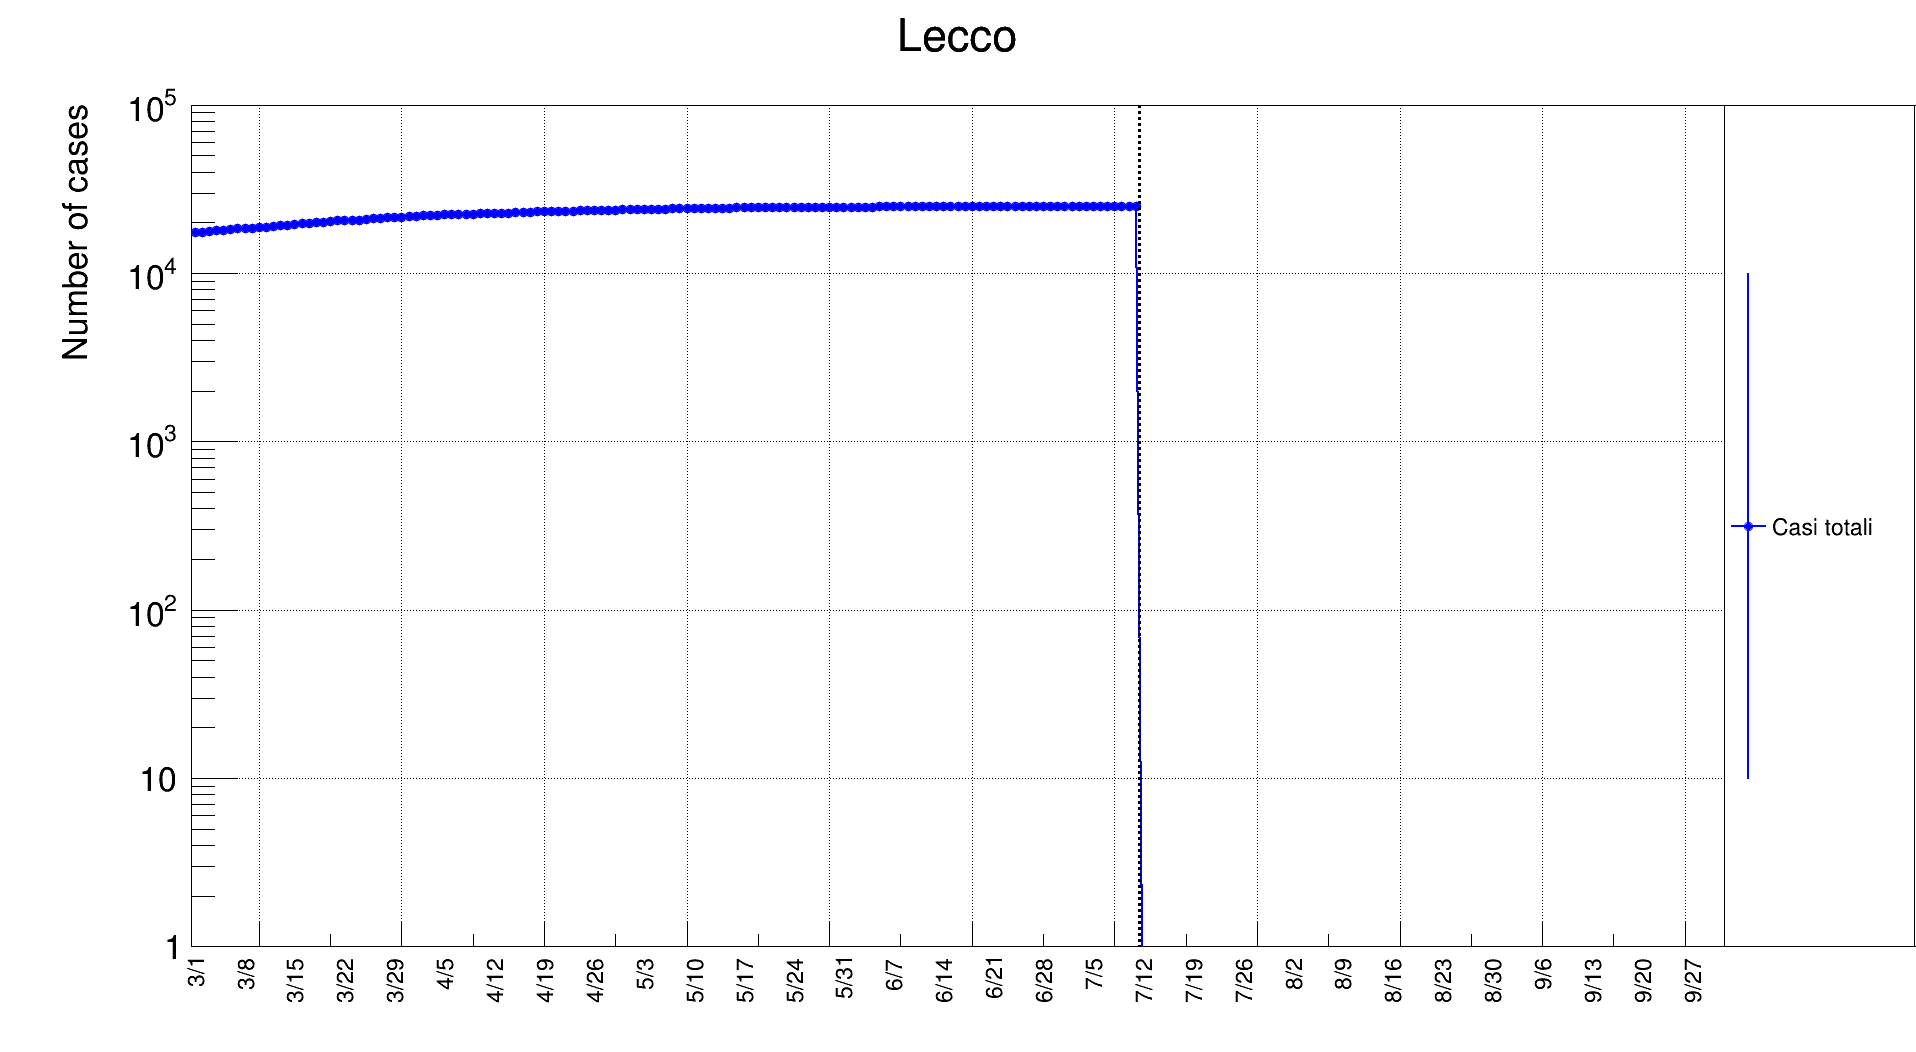 Lecco
Number of cases
10^5
10^4
10^3
10^2
10
1
3/1 3/8 3/15 3/22 3/29 4/5 4/12 4/19 4/26 5/3 5/10 5/17 5/24 5/31 6/7 6/14 6/21 6/28 7/5 7/12 7/19 7/26 8/2 8/9 8/16 8/23 8/30 9/6 9/13 9/20 9/27
Casi totali